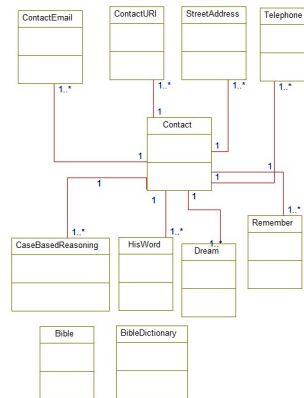 ContactEmail
ContactURI
StreetAddress
Telephone
1..*
1..*
1..*
1..*
1
Contact
1
1
1
1
1
1
1
1..*
1..*
1..*
1..*
CaseBasedReasoning
HisWord
Dream
Remember
Bible
BibleDictionary